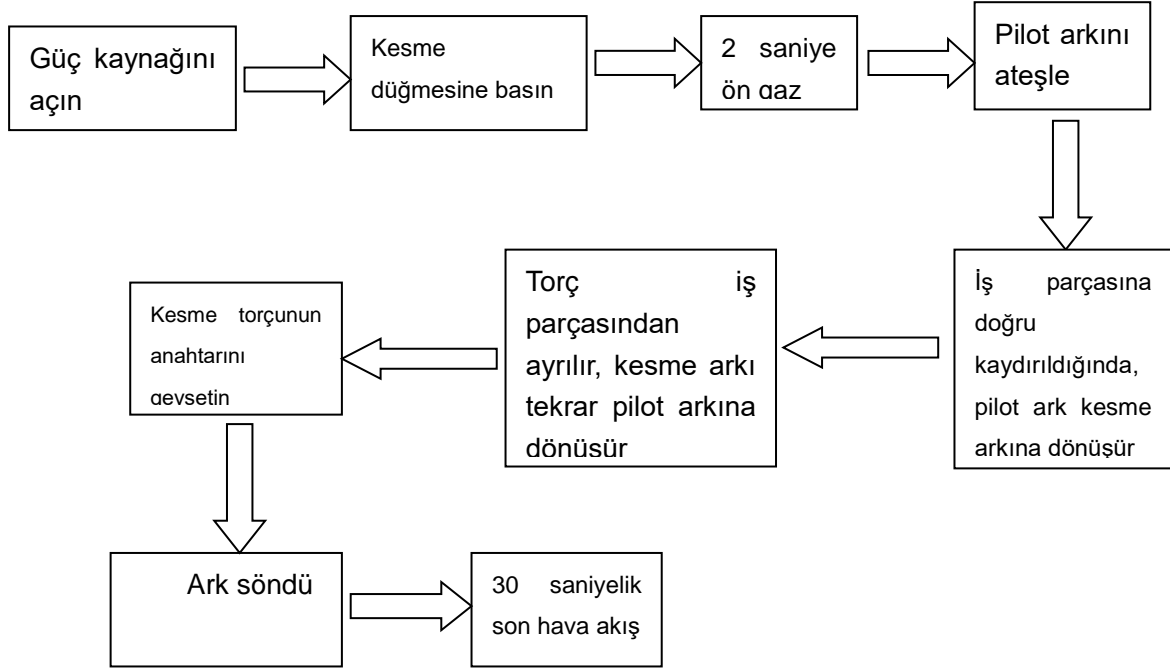 Güç kaynağını
açın
Kesme
düğmesine basın
2 saniye
ön gaz
Pilot arkını
ateşle
İş parçasına
doğru
kaydırıldığında,
pilot ark kesme
arkına dönüşür
Torç iş
parçasından
ayrılır, kesme arkı
tekrar pilot arkına
dönüşür
Kesme torçunun
anahtarını
gevşetin
Ark söndü
30 saniyelik
son hava akış